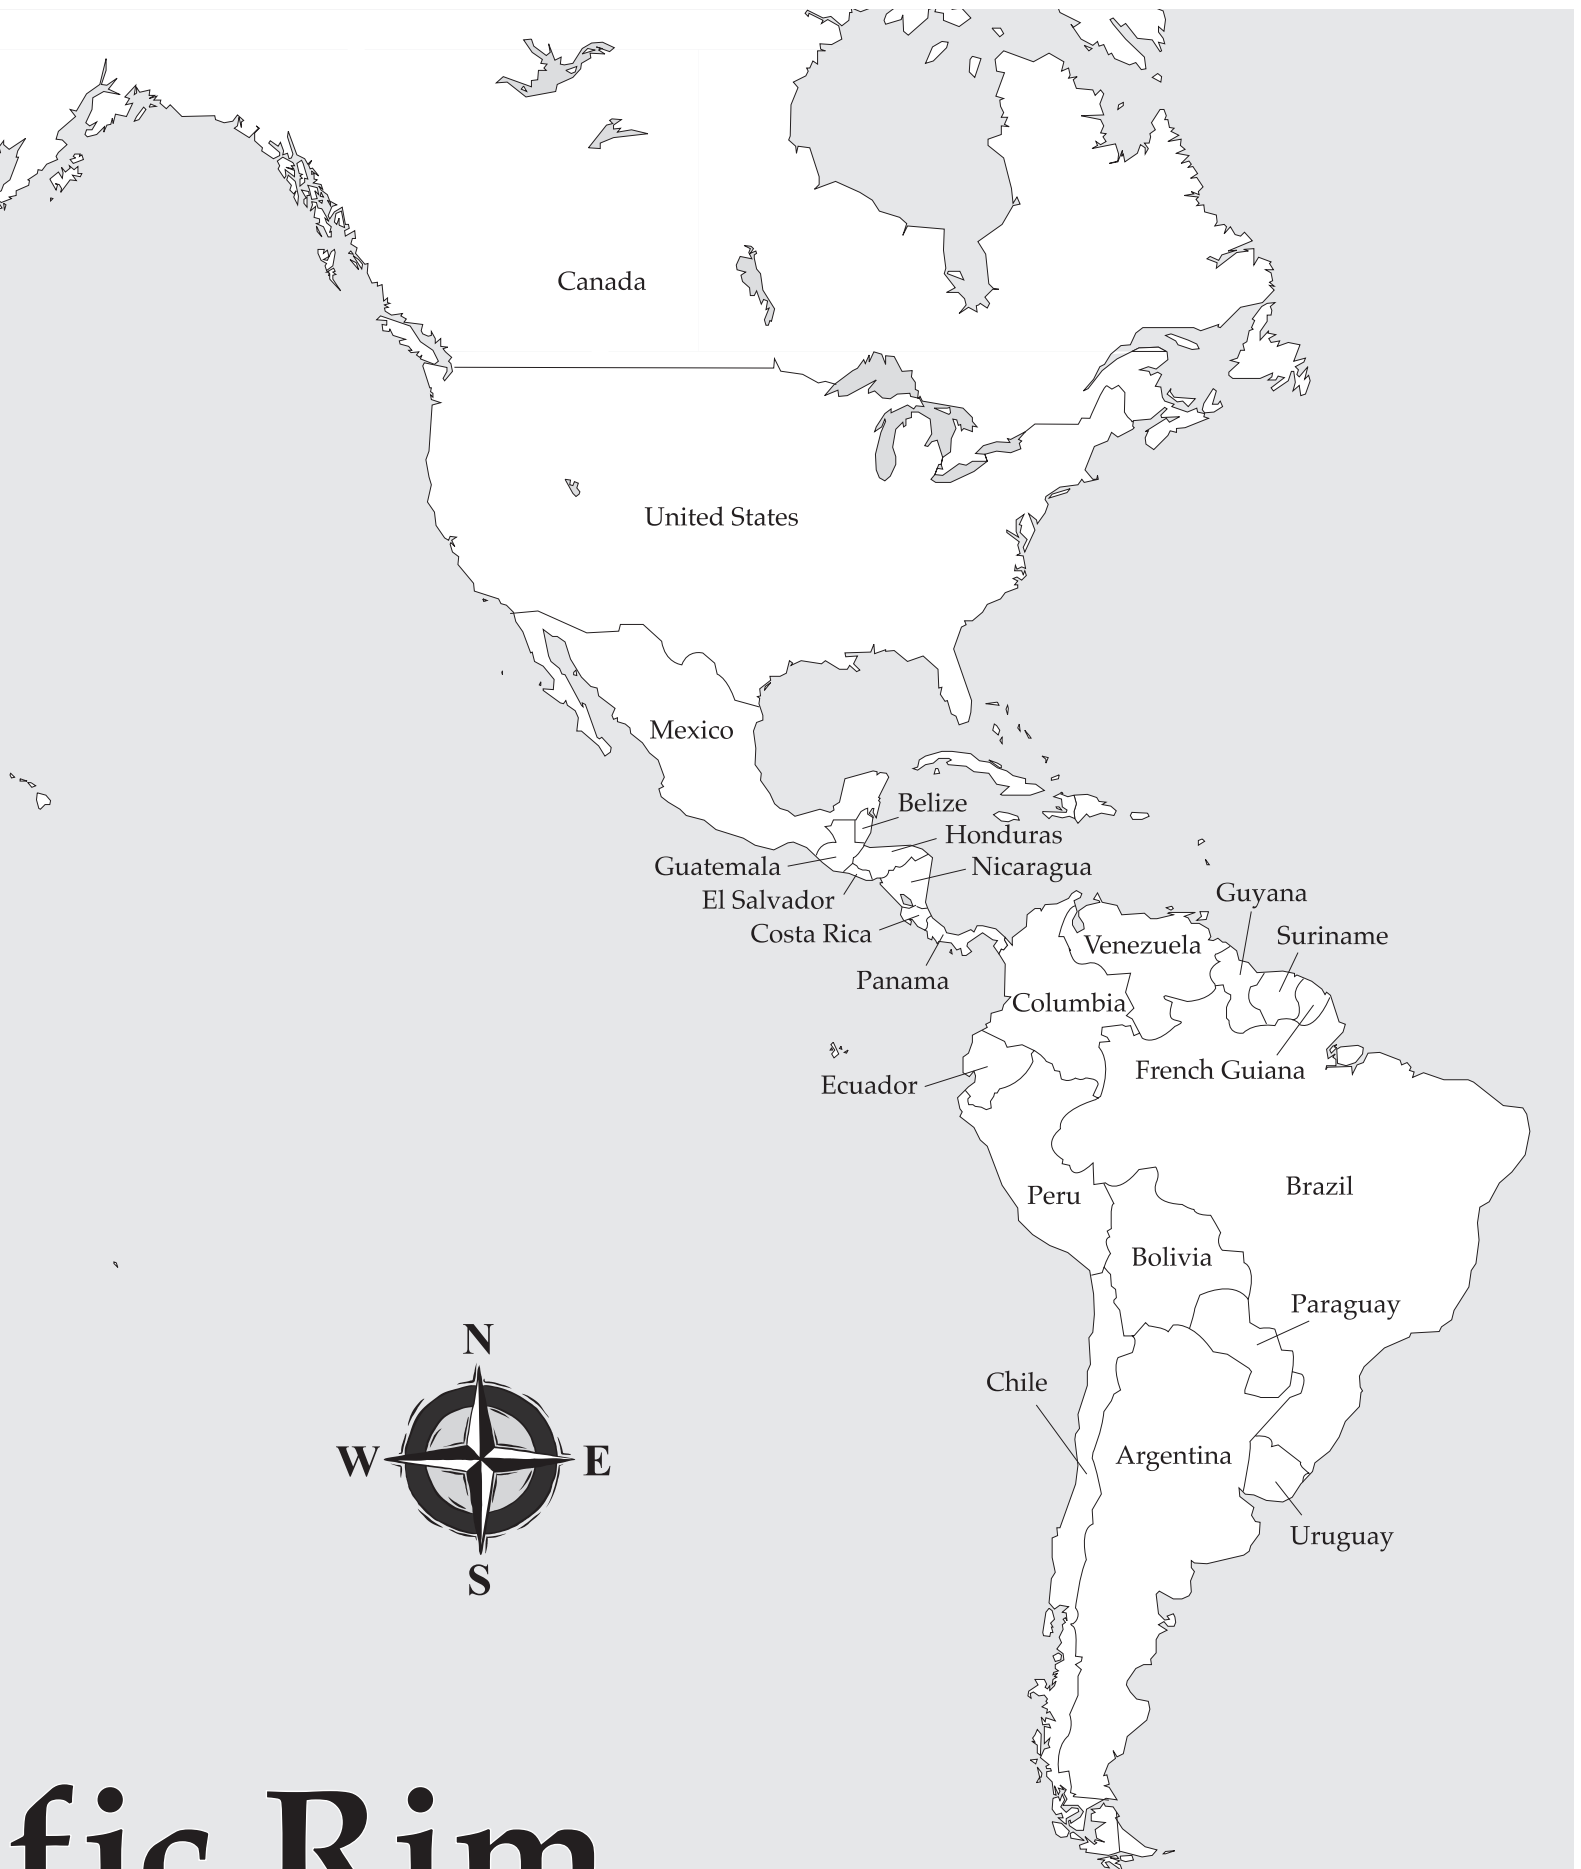 Canada
United States
Mexico
Belize
Honduras
Guatemala
Nicaragua
El Salvador
Guyana
Costa Rica
Suriname
Venezuela
Panama
Columbia
French Guiana
Ecuador
Brazil
Peru
Bolivia
Paraguay
N
Chile
Argentina
W
E
Uruguay
S
fic Rim